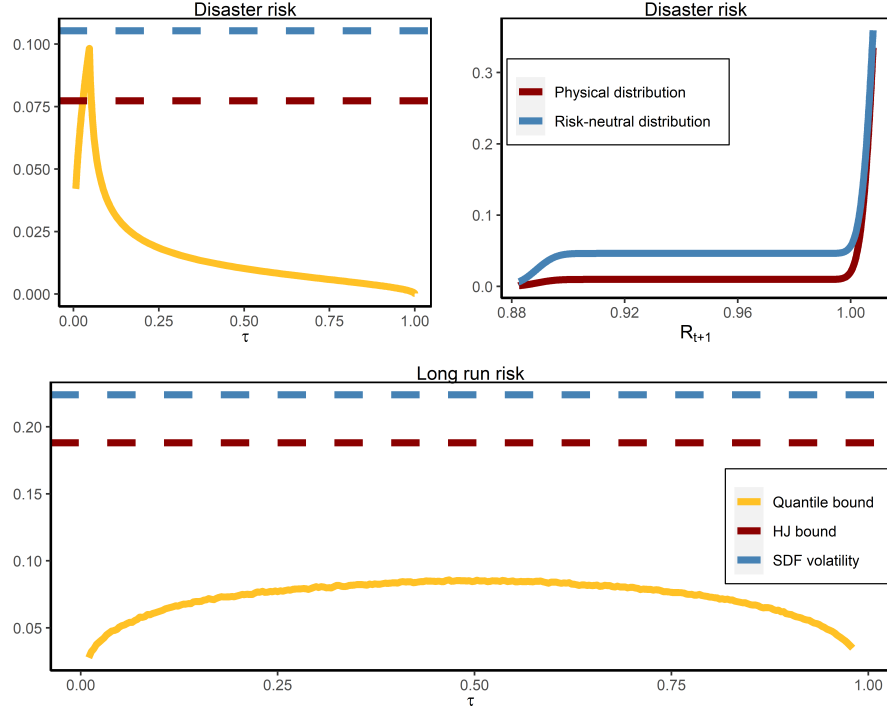 Disaster risk
0.100
0.075
0.050
0.025
0.000
0.00 0.25 0.50 0.75 1.00
τ
Disaster risk
0.3
0.2
0.1
0.0
Physical distribution
Risk-neutral distribution
0.88 0.92 0.96 1.00
Rt+1
Long run risk
0.20
0.15
0.10
0.05
Quantile bound
HJ bound
SDF volatility
0.00 0.25 0.50 0.75 1.00
τ